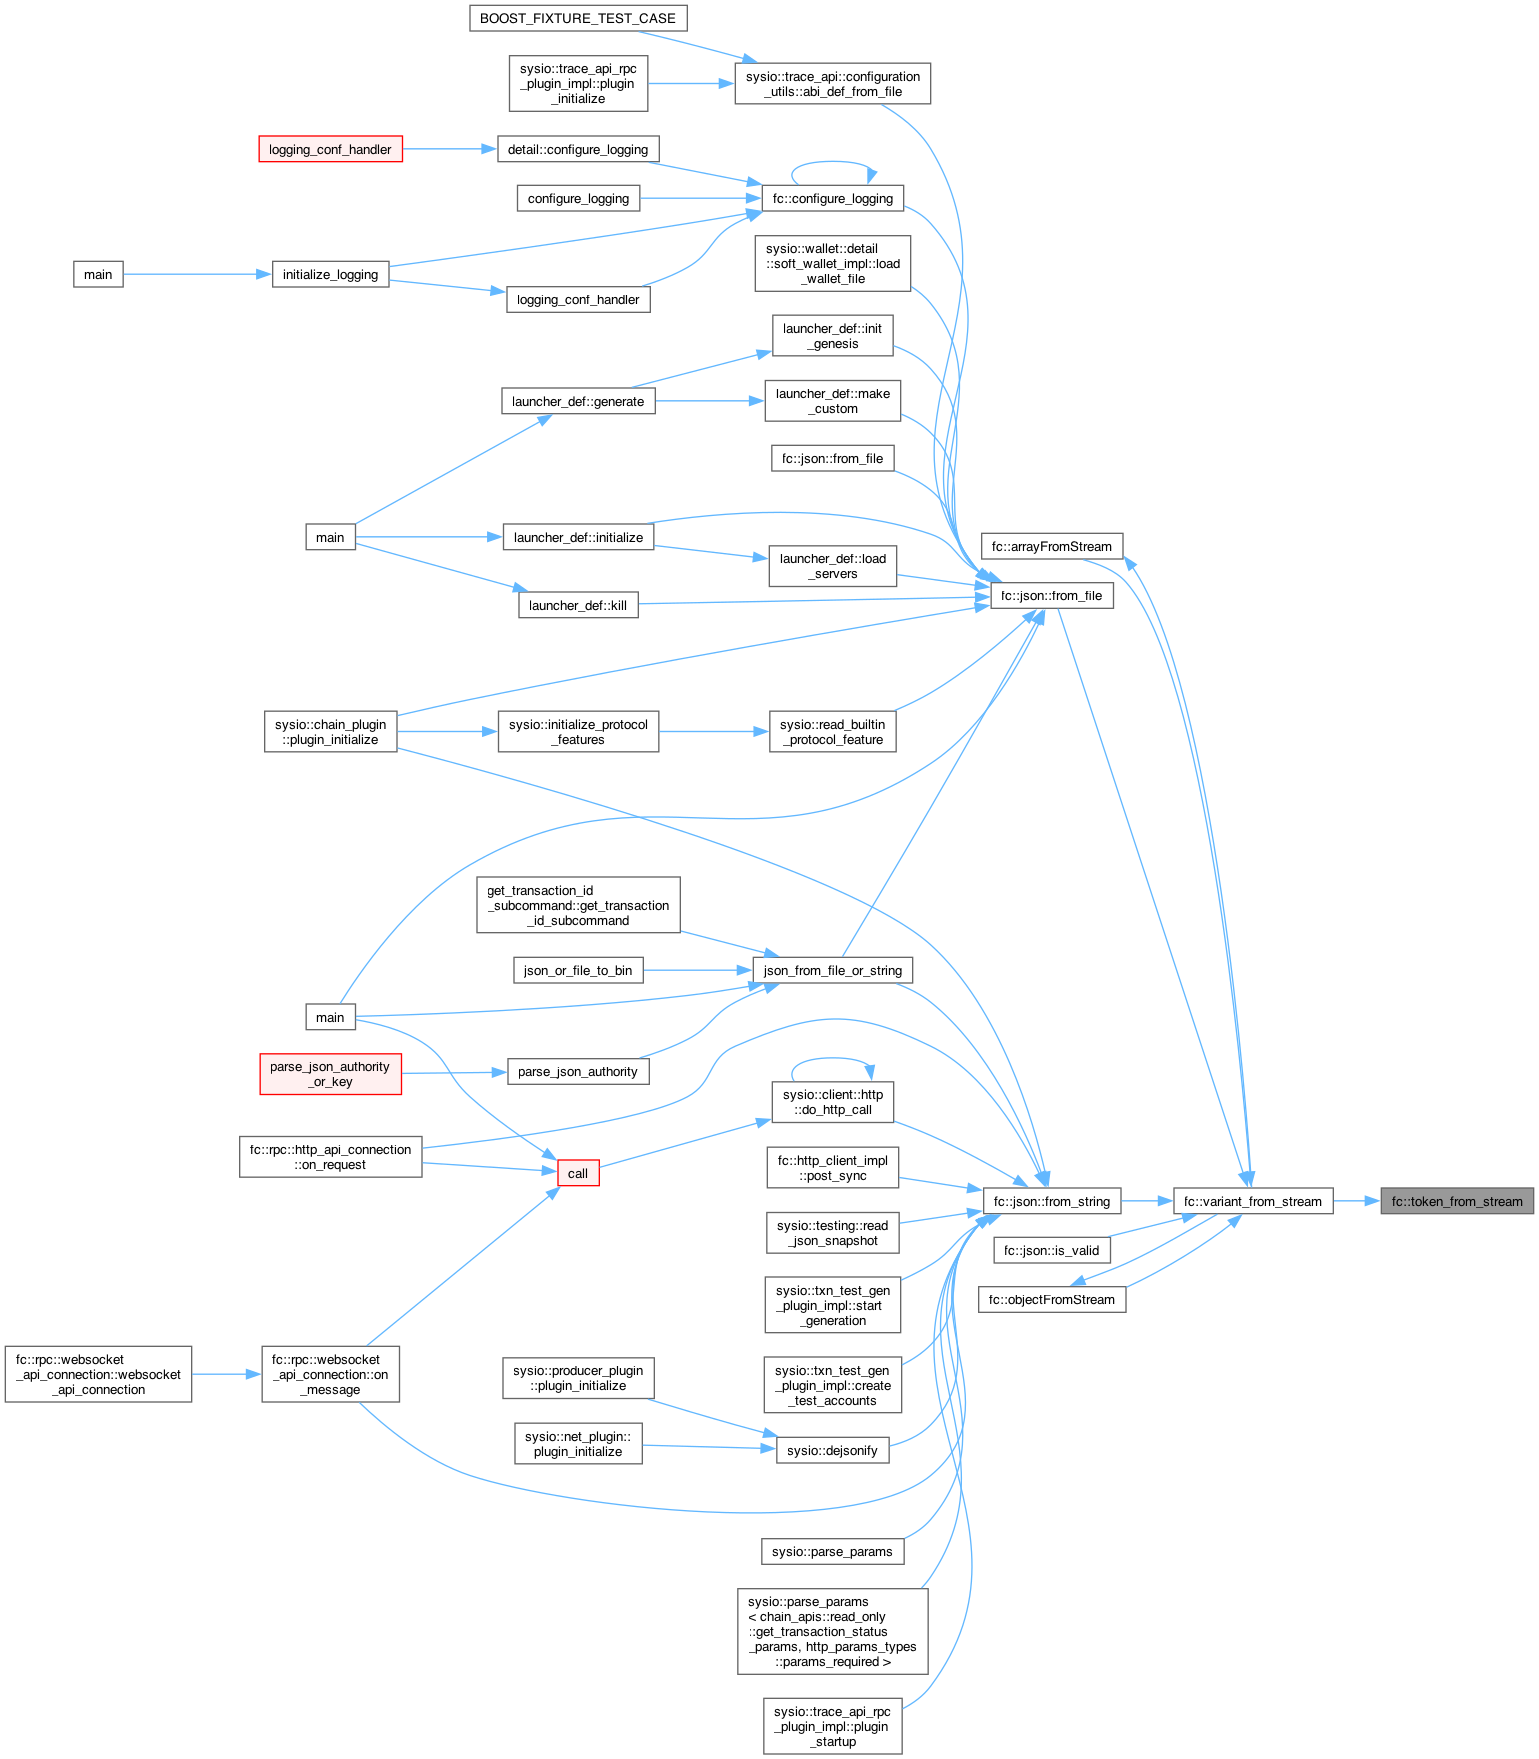 BOOST_FIXTURE_TEST_CASE
sysio::trace_api_rpc
_plugin_impl::plugin
_initialize
sysio::trace_api::configuration
_utils::abi_def_from_file
logging_conf_handler
detail::configure_logging
configure_logging
fc::configure_logging
main
initialize_logging
logging_conf_handler
sysio::wallet::detail
::soft_wallet_impl::load
_wallet_file
launcher_def::init
_genesis
launcher_def::generate
launcher_def::make
_custom
fc::json::from_file
main
launcher_def::initialize
launcher_def::load
_servers
launcher_def::kill
fc::arrayFromStream
fc::json::from_file
sysio::chain_plugin
::plugin_initialize
sysio::initialize_protocol
_features
sysio::read_builtin
_protocol_feature
get_transaction_id
_subcommand::get_transaction
_id_subcommand
json_or_file_to_bin
json_from_file_or_string
main
parse_json_authority
_or_key
parse_json_authority
sysio::client::http
::do_http_call
fc::rpc::http_api_connection
::on_request
call
fc::http_client_impl
::post_sync
fc::json::from_string
fc::variant_from_stream
fc::token_from_stream
sysio::testing::read
_json_snapshot
fc::json::is_valid
fc::objectFromStream
sysio::txn_test_gen
_plugin_impl::start
_generation
fc::rpc::websocket
_api_connection::websocket
_api_connection
fc::rpc::websocket
_api_connection::on
_message
sysio::producer_plugin
::plugin_initialize
sysio::txn_test_gen
_plugin_impl::create
_test_accounts
sysio::net_plugin::
plugin_initialize
sysio::dejsonify
sysio::parse_params
sysio::parse_params
< chain_apis::read_only
::get_transaction_status
_params, http_params_types
::params_required >
sysio::trace_api_rpc
_plugin_impl::plugin
_startup